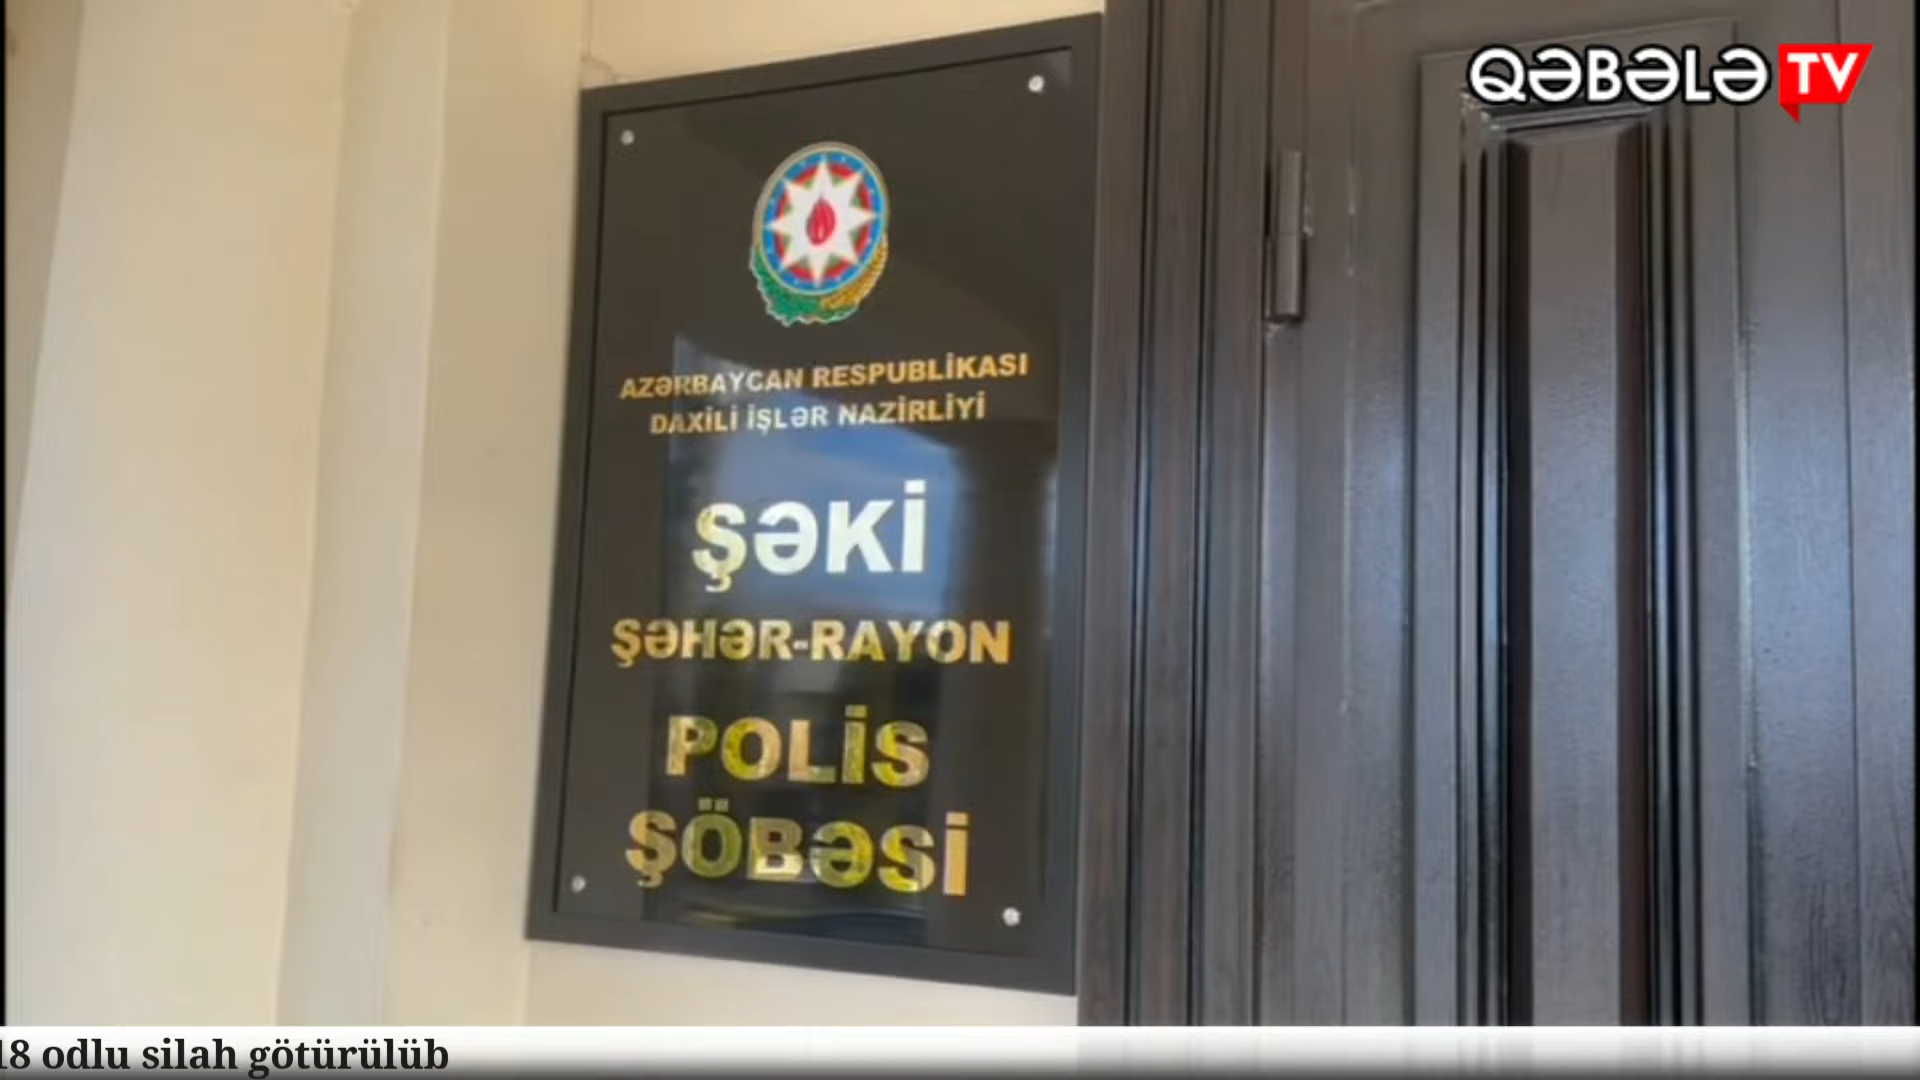 QƏBƏLƏ TV
AZƏRBAYCAN RESPUBLİKASI
DAXİLİ İŞLƏR NAZİRLİYİ
ŞƏKİ
ŞƏHƏR-RAYON
POLİS
ŞÖBƏSİ
18 odlu silah götürülüb